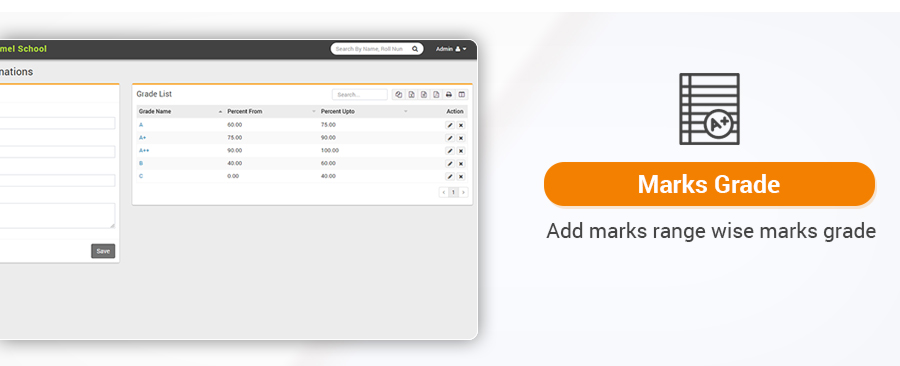 mel School
Search By Name, Roll Nun
Admin
nations
Grade List
Search...
Grade Name Percent From Percent Upto Action
A 60.00 75.00
A+ 75.00 90.00
A++ 90.00 100.00
B 40.00 60.00
C 0.00 40.00
< 1 >
Save
A+
Marks Grade
Add marks range wise marks grade